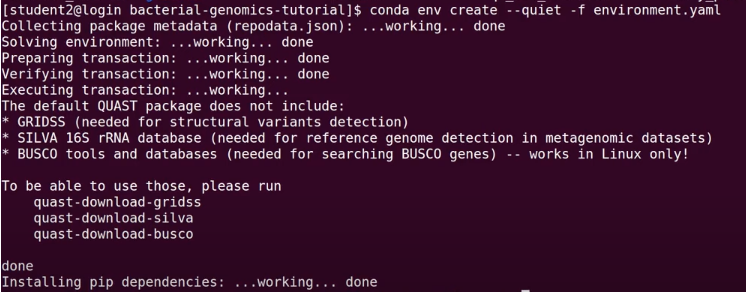 [student2@login bacterial-genomics-tutorial]$ conda env create --quiet -f environment.yaml
Collecting package metadata (repodata.json): ...working... done
Solving environment: ...working... done
Preparing transaction: ...working... done
Verifying transaction: ...working... done
Executing transaction: ...working...
The default QUAST package does not include:
* GRIDSS (needed for structural variants detection)
* SILVA 16S rRNA database (needed for reference genome detection in metagenomic datasets)
* BUSCO tools and databases (needed for searching BUSCO genes) -- works in Linux only!

To be able to use those, please run
    quast-download-gridss
    quast-download-silva
    quast-download-busco

done
Installing pip dependencies: ...working... done